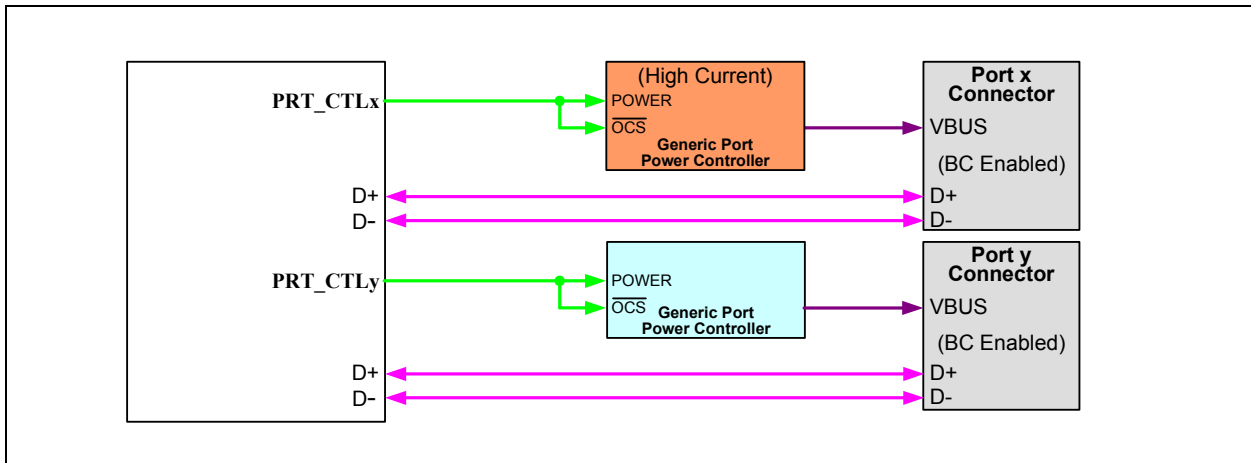 PRT_CTLx
D+
D-
PRT_CTLy
D+
D-
(High Current)
POWER
OCS
Generic Port
Power Controller
POWER
OCS
Generic Port
Power Controller
Port x
Connector
VBUS
(BC Enabled)
D+
D-
Port y
Connector
VBUS
(BC Enabled)
D+
D-